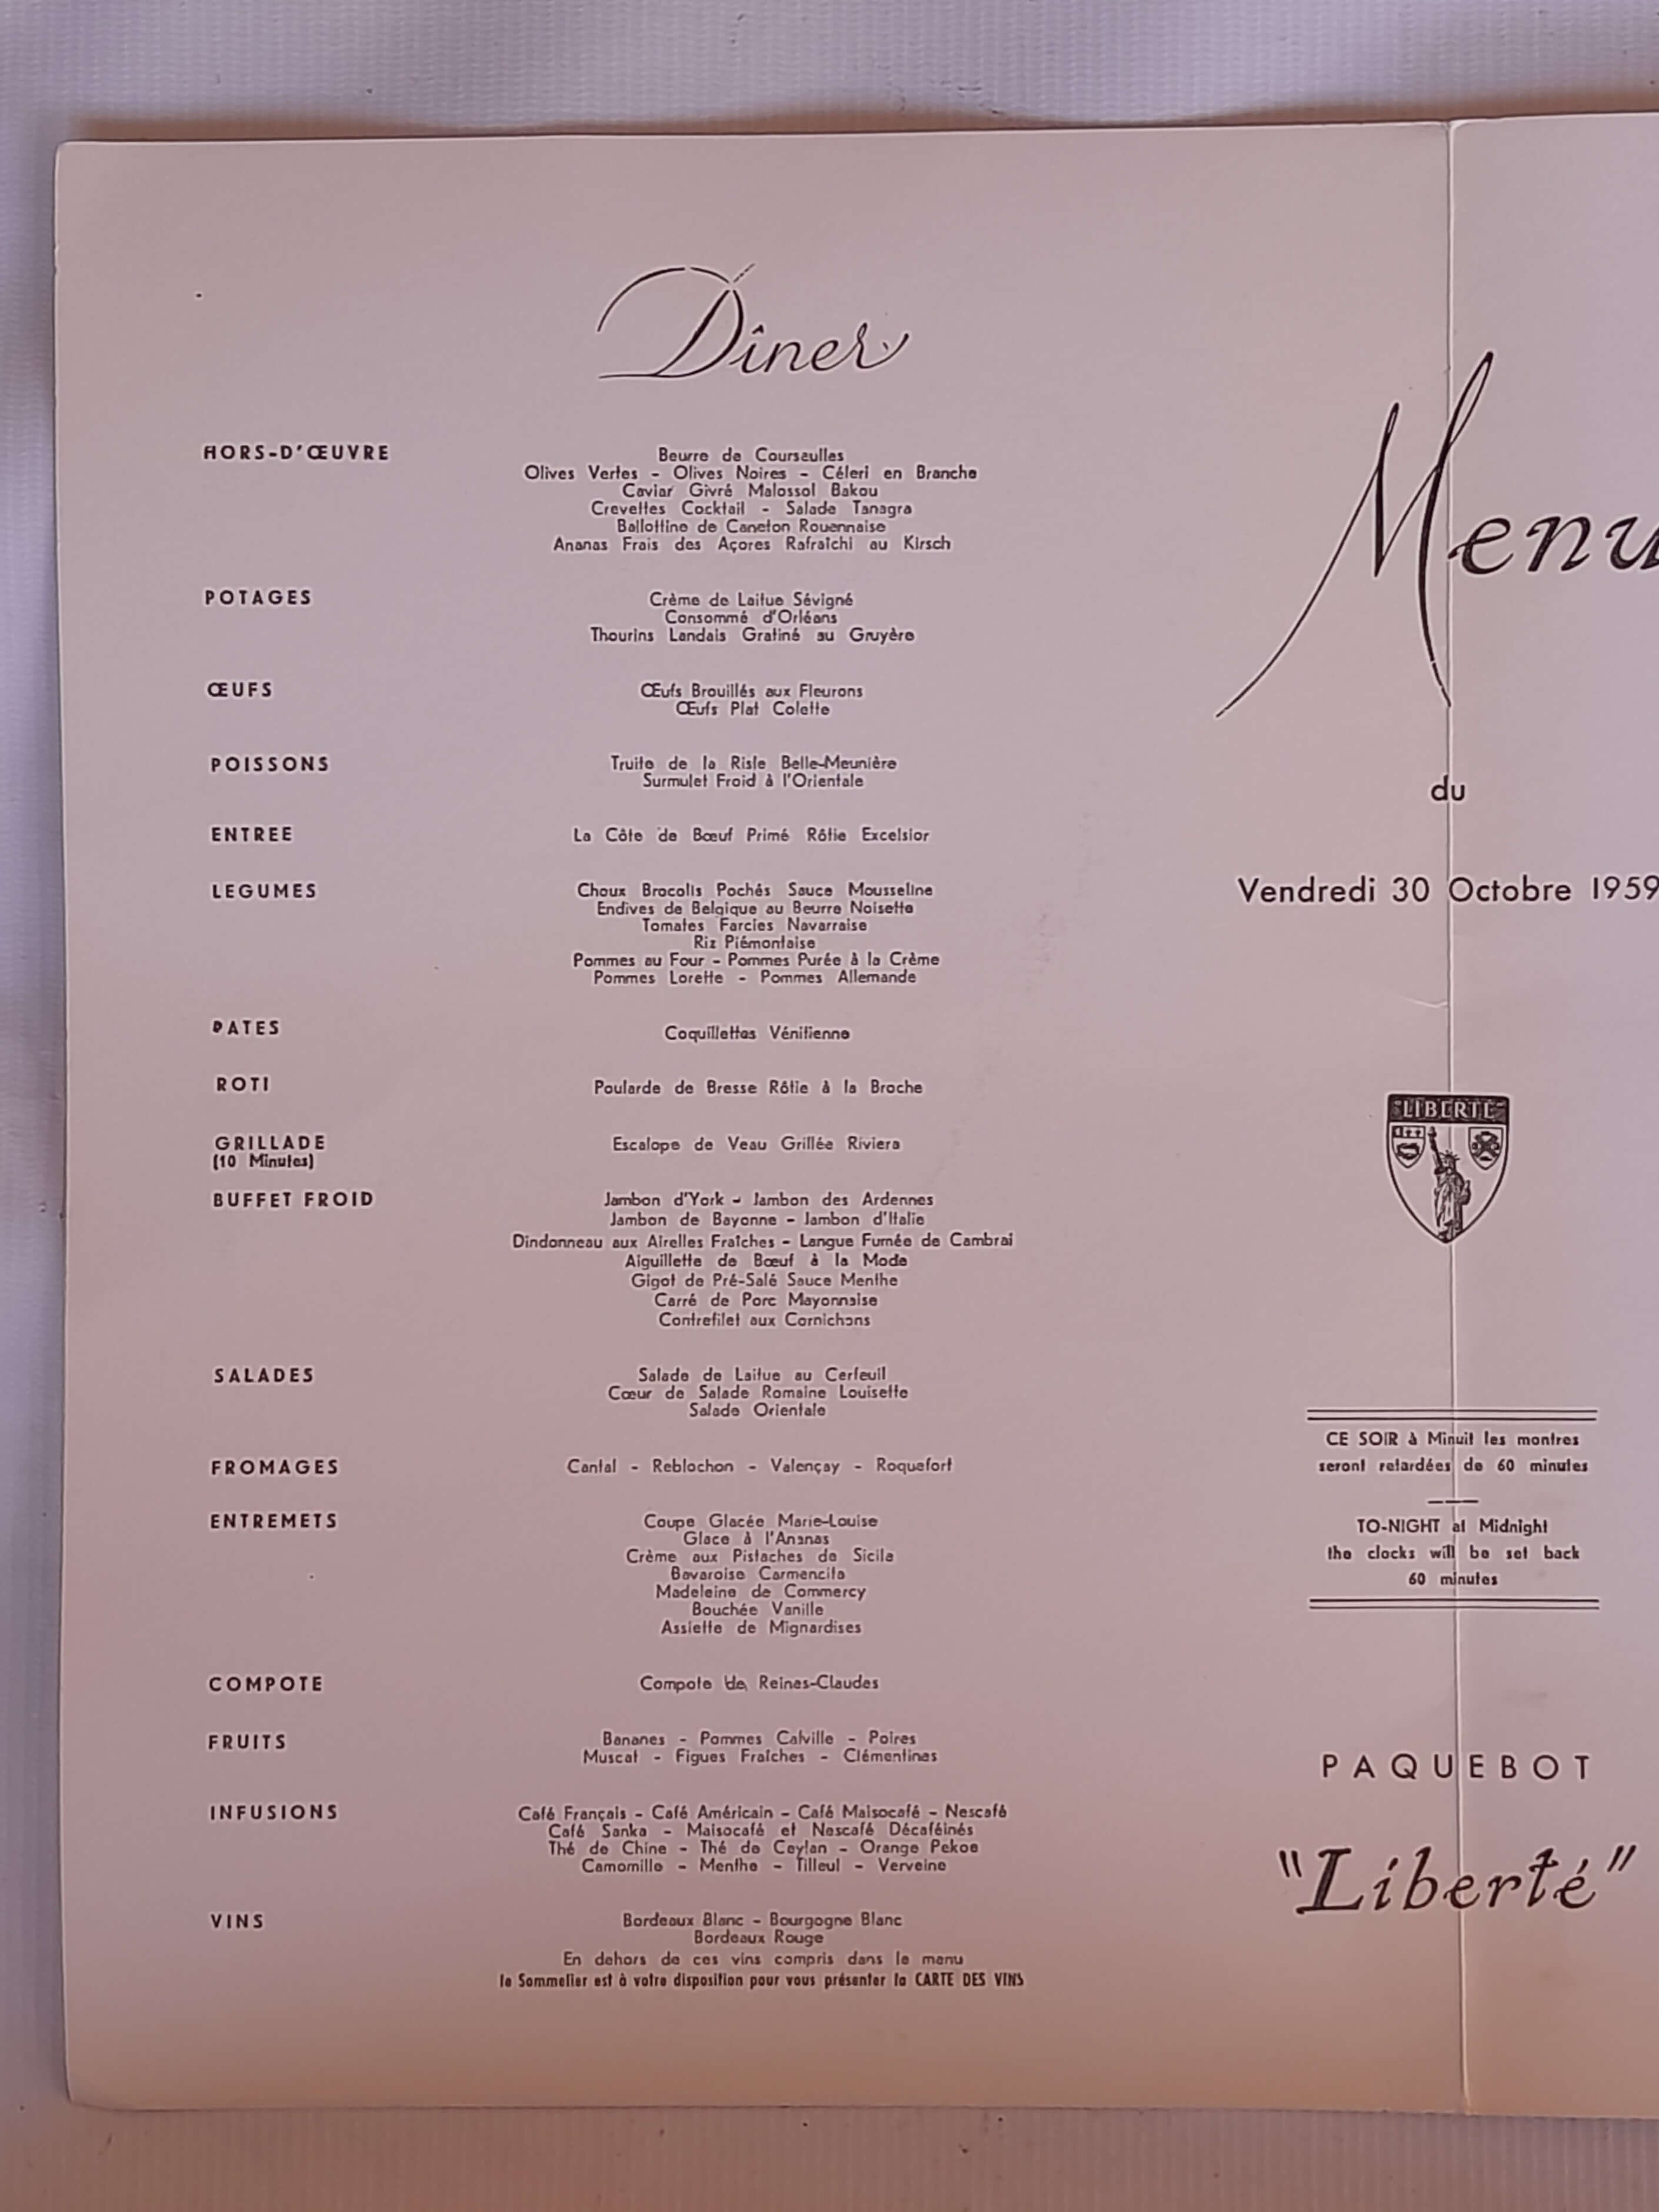 Dîner
HORS-D'ŒUVRE
Beurre de Courseulles
Olives Vertes - Olives Noires - Céleri en Branche
Caviar Givré Malossol Bakou
Crevettes Cocktail - Salade Tanagra
Ballottine de Caneton Rouennaise
Ananas Frais des Açores Rafraîchi au Kirsch
POTAGES
Crème de Laitue Sévigné
Consommé d'Orléans
Thourins Landais Gratiné au Gruyère
ŒUFS
Œufs Brouillés aux Fleurons
Œufs Plat Colette
POISSONS
Truite de la Risle Belle-Meunière
Surmulet Froid à l'Orientale
ENTREE
La Côte de Bœuf Primé Rôtie Excelsior
LEGUMES
Choux Brocolis Pochés Sauce Mousseline
Endives de Belgique au Beurre Noisette
Tomates Farcies Navarraise
Riz Piémontaise
Pommes au Four - Pommes Purée à la Crème
Pommes Lorette - Pommes Allemande
PATES
Coquillettes Vénitienne
ROTI
Poularde de Bresse Rôtie à la Broche
GRILLADE
(10 Minutes)
Escalope de Veau Grillée Riviera
BUFFET FROID
Jambon d'York - Jambon des Ardennes
Jambon de Bayonne - Jambon d'Italie
Dindonneau aux Airelles Fraîches - Langue Fumée de Cambrai
Aiguillette de Bœuf à la Mode
Gigot de Pré-Salé Sauce Menthe
Carré de Porc Mayonnaise
Contrefilet aux Cornichons
SALADES
Salade de Laitue au Cerfeuil
Cœur de Salade Romaine Louisette
Salade Orientale
FROMAGES
Cantal - Reblochon - Valençay - Roquefort
ENTREMETS
Coupe Glacée Marie-Louise
Glace à l'Ananas
Crème aux Pistaches de Sicile
Bavaroise Carmencita
Madeleine de Commercy
Bouchée Vanille
Assiette de Mignardises
COMPOTE
Compote de Reines-Claudes
FRUITS
Bananes - Pommes Calville - Poires
Muscat - Figues Fraîches - Clémentines
INFUSIONS
Café Français - Café Américain - Café Maisocafé - Nescafé
Café Sanka - Maisocafé et Nescafé Décaféinés
Thé de Chine - Thé de Ceylan - Orange Pekoe
Camomille - Menthe - Tilleul - Verveine
VINS
Bordeaux Blanc - Bourgogne Blanc
Bordeaux Rouge
En dehors de ces vins compris dans le menu
le Sommelier est à votre disposition pour vous présenter la CARTE DES VINS
Menu
du
Vendredi 30 Octobre 1959
LIBERTE
CE SOIR à Minuit les montres
seront retardées de 60 minutes
TO-NIGHT at Midnight
the clocks will be set back
60 minutes
PAQUEBOT
"Liberté"